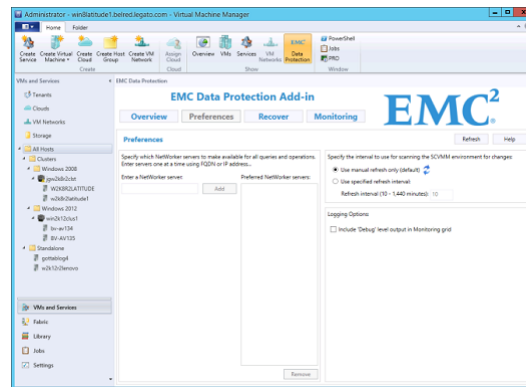 Administrator - win8latitude1.belred.legato.com - Virtual Machine Manager
Home Folder
Create Service
Create Virtual Machine
Create Cloud
Create Host Group
Create VM Network
Assign Cloud
Overview
VMs
Services
VM Networks
EMC²
Data Protection
PowerShell
Jobs
PRO
Create
Cloud
Show
Window
VMs and Services
Tenants
Clouds
VM Networks
Storage
All Hosts
Clusters
Windows 2008
jgw2k8r2clst
W2K8R2LATITUDE
w2k8r2latitude1
Windows 2012
win2k12clus1
bv-av134
BV-AV135
Standalone
gottablog4
w2k12r2lenovo
VMs and Services
Fabric
Library
Jobs
Settings
EMC Data Protection
EMC Data Protection Add-in
EMC²
Overview Preferences Recover Monitoring
Preferences
Refresh Help
Specify which NetWorker servers to make available for all queries and operations.
Enter servers one at a time using FQDN or IP address...
Enter a NetWorker server:
Preferred NetWorker servers:
Add
Remove
Specify the interval to use for scanning the SCVMM environment for changes:
Use manual refresh only (default)
Use specified refresh interval:
Refresh interval (10 - 1,440 minutes): 10
Logging Options
Include 'Debug' level output in Monitoring grid